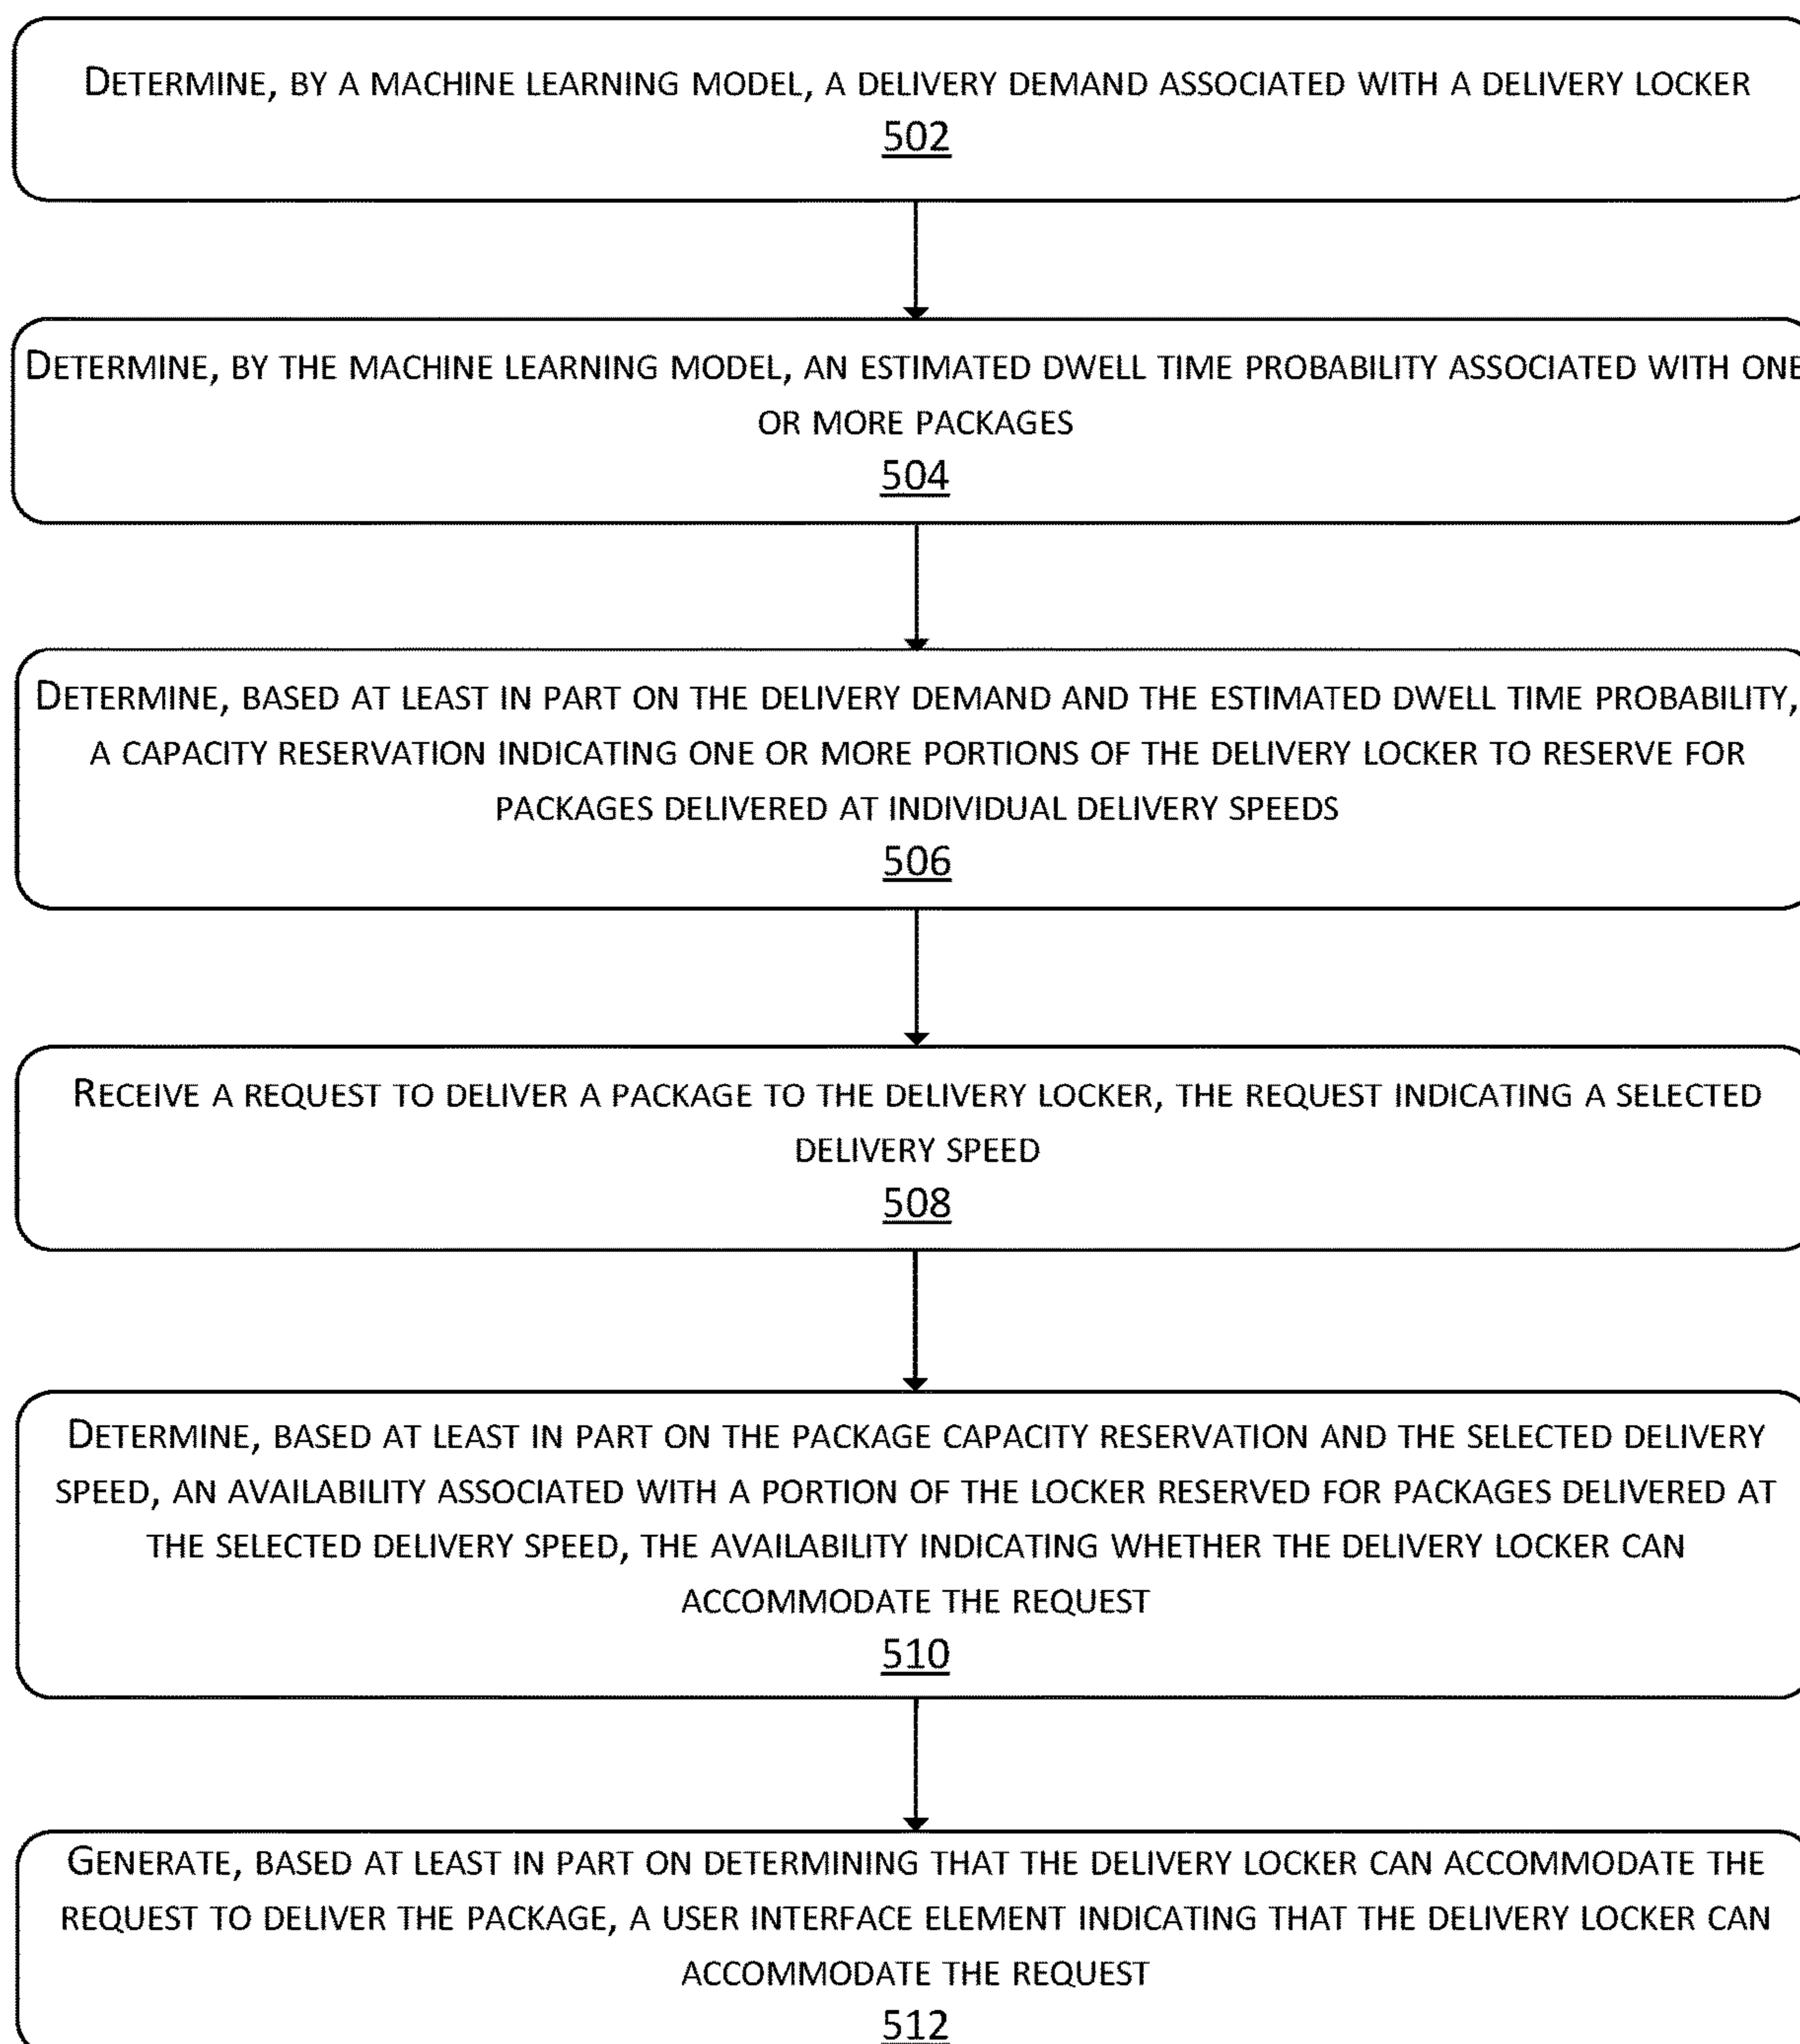 DETERMINE, BY A MACHINE LEARNING MODEL, A DELIVERY DEMAND ASSOCIATED WITH A DELIVERY LOCKER
502
DETERMINE, BY THE MACHINE LEARNING MODEL, AN ESTIMATED DWELL TIME PROBABILITY ASSOCIATED WITH ONE
OR MORE PACKAGES
504
DETERMINE, BASED AT LEAST IN PART ON THE DELIVERY DEMAND AND THE ESTIMATED DWELL TIME PROBABILITY,
A CAPACITY RESERVATION INDICATING ONE OR MORE PORTIONS OF THE DELIVERY LOCKER TO RESERVE FOR
PACKAGES DELIVERED AT INDIVIDUAL DELIVERY SPEEDS
506
RECEIVE A REQUEST TO DELIVER A PACKAGE TO THE DELIVERY LOCKER, THE REQUEST INDICATING A SELECTED
DELIVERY SPEED
508
DETERMINE, BASED AT LEAST IN PART ON THE PACKAGE CAPACITY RESERVATION AND THE SELECTED DELIVERY
SPEED, AN AVAILABILITY ASSOCIATED WITH A PORTION OF THE LOCKER RESERVED FOR PACKAGES DELIVERED AT
THE SELECTED DELIVERY SPEED, THE AVAILABILITY INDICATING WHETHER THE DELIVERY LOCKER CAN
ACCOMMODATE THE REQUEST
510
GENERATE, BASED AT LEAST IN PART ON DETERMINING THAT THE DELIVERY LOCKER CAN ACCOMMODATE THE
REQUEST TO DELIVER THE PACKAGE, A USER INTERFACE ELEMENT INDICATING THAT THE DELIVERY LOCKER CAN
ACCOMMODATE THE REQUEST
512